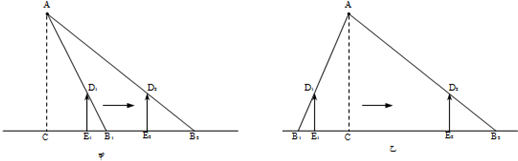 A
D₁
D₂
C
E₁
B₁
E₂
B₂
甲
A
D₁
D₂
B₁
E₁
C
E₂
B₂
乙